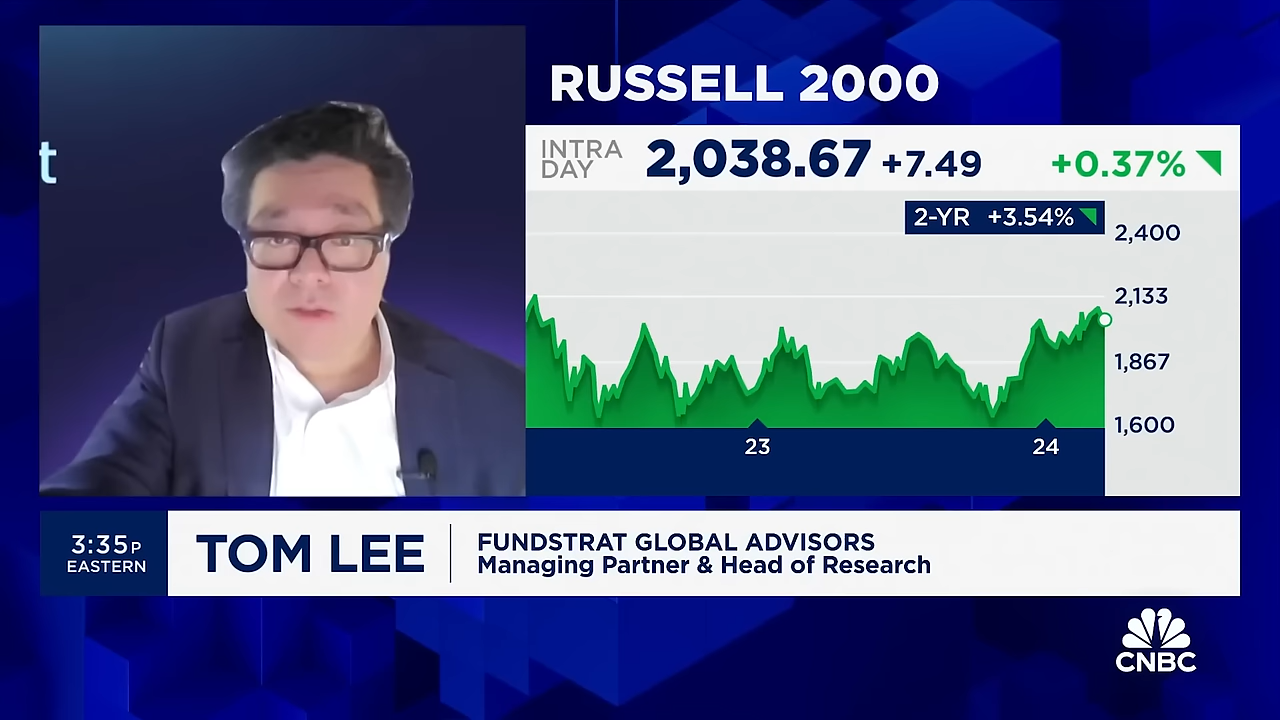 t
RUSSELL 2000
INTRA DAY
2,038.67 +7.49 +0.37%
2-YR +3.54%
2,400
2,133
1,867
1,600
23 24
3:35P
EASTERN
TOM LEE
FUNDSTRAT GLOBAL ADVISORS
Managing Partner & Head of Research
CNBC